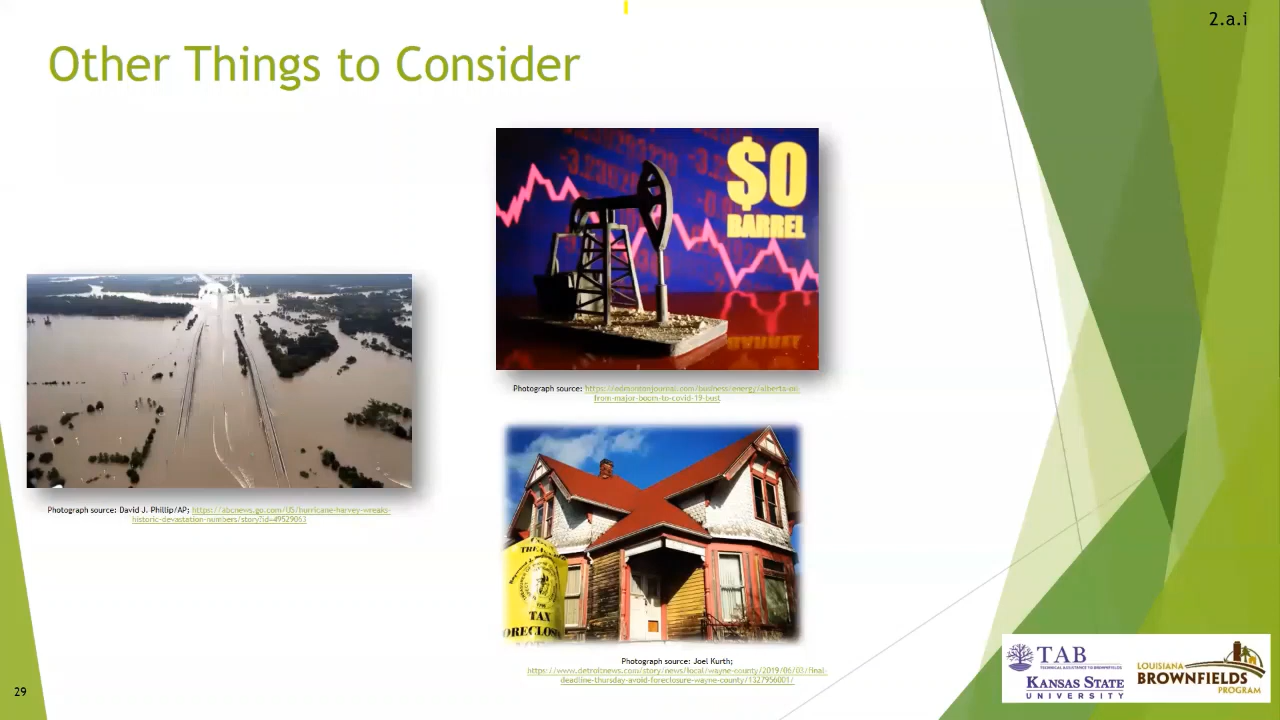 2.a.i
Other Things to Consider
$0
BARREL
Photograph source: https://edmontonjournal.com/business/energy/alberta-oil-
from-major-boom-to-covid-19-bust
Photograph source: David J. Phillip/AP; https://abcnews.go.com/US/hurricane-harvey-wreaks-
historic-devastation-numbers/story?id=49529063
TAX
FORECLOS
Photograph source: Joel Kurth;
https://www.detroitnews.com/story/news/local/wayne-county/2019/06/03/final-
deadline-thursday-avoid-foreclosure-wayne-county/1327956001/
29
TAB
TECHNICAL ASSISTANCE TO BROWNFIELDS
KANSAS STATE
UNIVERSITY
LOUISIANA
BROWNFIELDS
PROGRAM